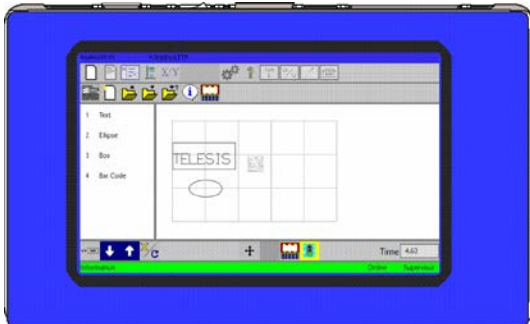 X/Y
1 Text
2 Ellipse
3 Box
4 Bar Code
TELESIS
Time 4.63
Information Online Supervisor